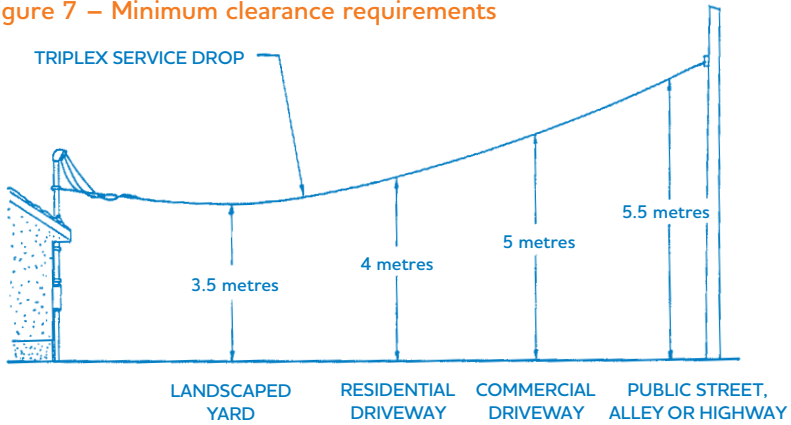 gure 7 – Minimum clearance requirements
TRIPLEX SERVICE DROP
3.5 metres
4 metres
5 metres
5.5 metres
LANDSCAPED
YARD
RESIDENTIAL
DRIVEWAY
COMMERCIAL
DRIVEWAY
PUBLIC STREET,
ALLEY OR HIGHWAY